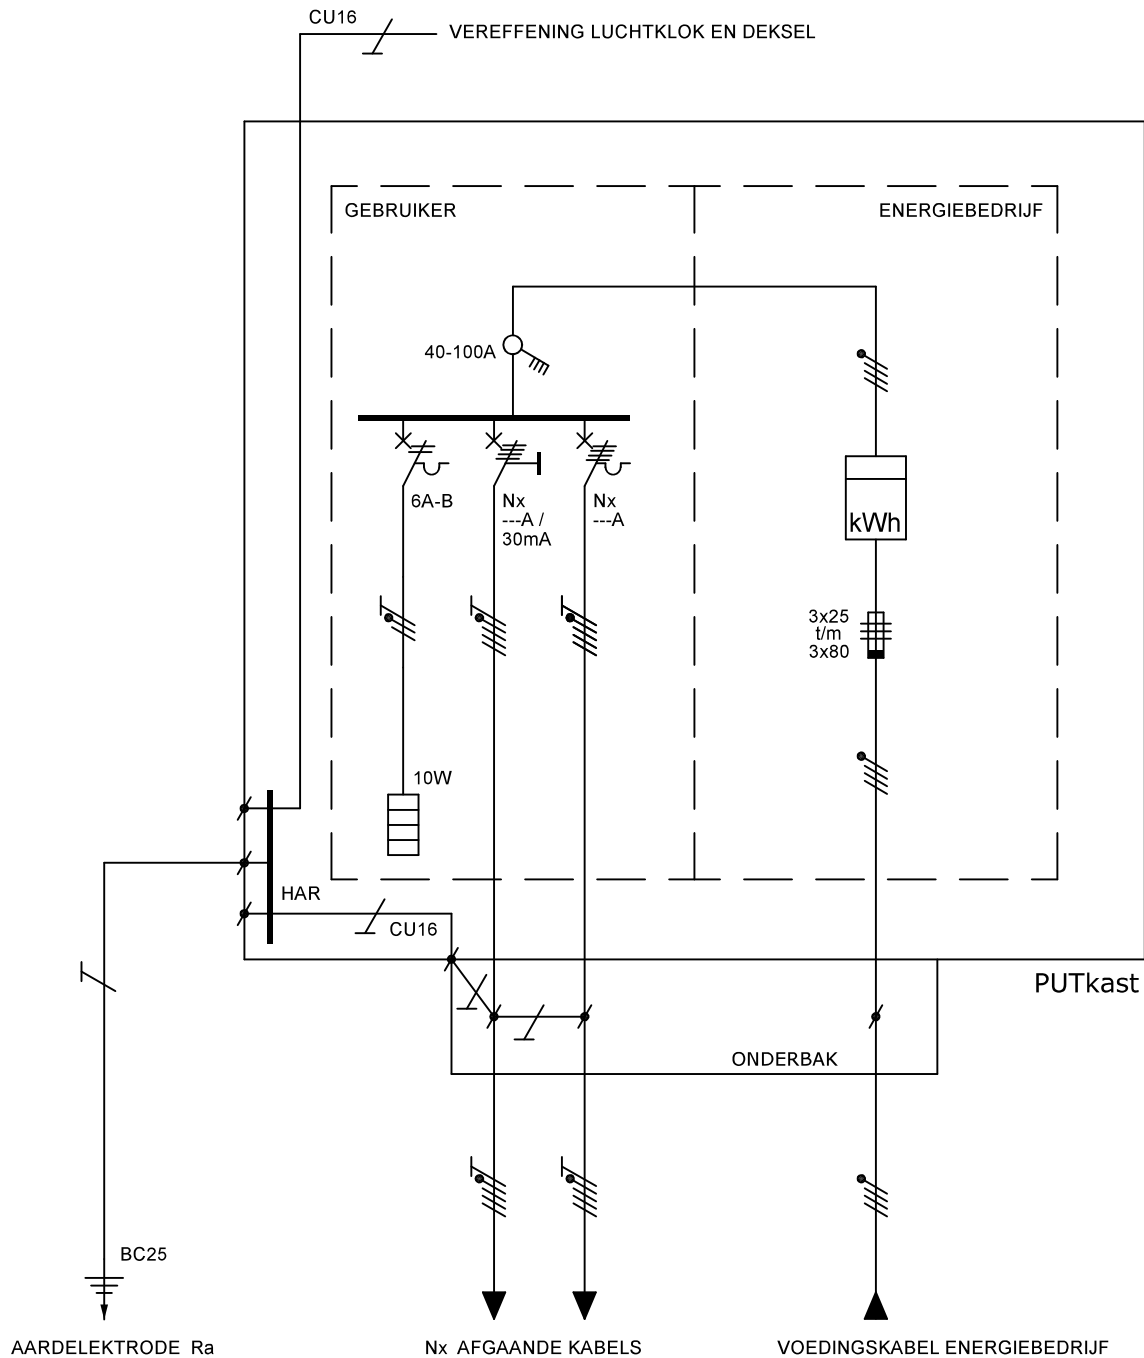 CU16
VEREFFENING LUCHTKLOK EN DEKSEL
GEBRUIKER
ENERGIEBEDRIJF
40-100A
6A-B
Nx
---A /
30mA
Nx
---A
kWh
3x25
t/m
3x80
10W
HAR
CU16
PUTkast
ONDERBAK
BC25
AARDELEKTRODE Ra
Nx AFGAANDE KABELS
VOEDINGSKABEL ENERGIEBEDRIJF